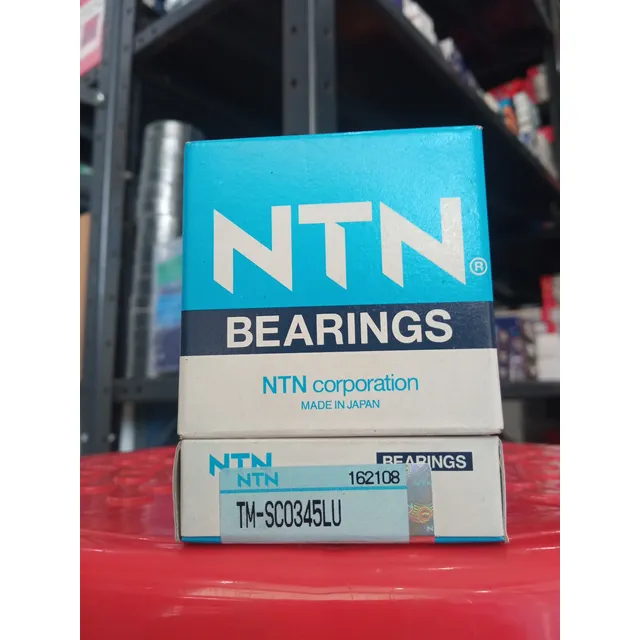 NTN®
BEARINGS
NTN corporation
MADE IN JAPAN
NTN
BEARINGS
NTN
162108
TM-SC0345LU